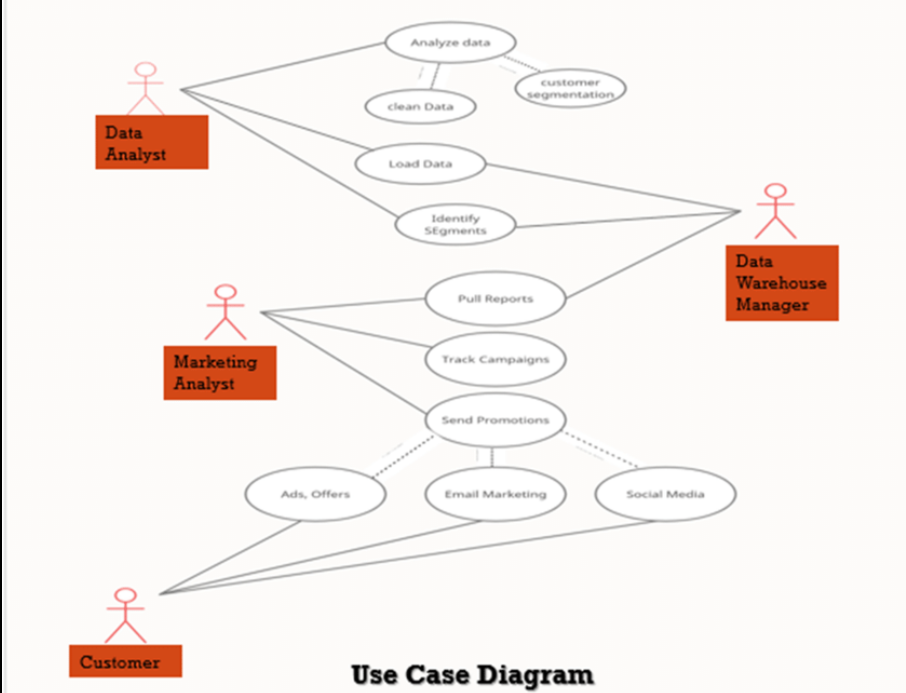 Analyze data
customer
segmentation
clean Data
Data
Analyst
Load Data
Identify
SEgments
Data
Warehouse
Manager
Pull Reports
Marketing
Analyst
Track Campaigns
Send Promotions
Ads, Offers
Email Marketing
Social Media
Customer
Use Case Diagram